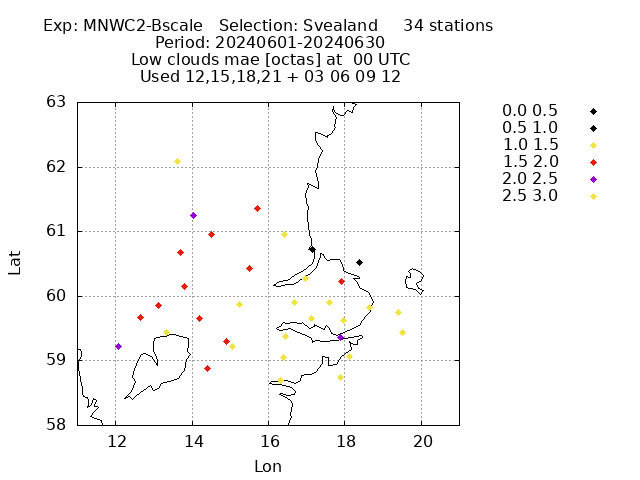 Exp: MNWC2-Bscale   Selection: Svealand     34 stations
Period: 20240601-20240630
Low clouds mae [octas] at  00 UTC
Used 12,15,18,21 + 03 06 09 12
63
62
61
60
59
58
Lat
12 14 16 18 20
Lon
0.0 0.5
0.5 1.0
1.0 1.5
1.5 2.0
2.0 2.5
2.5 3.0